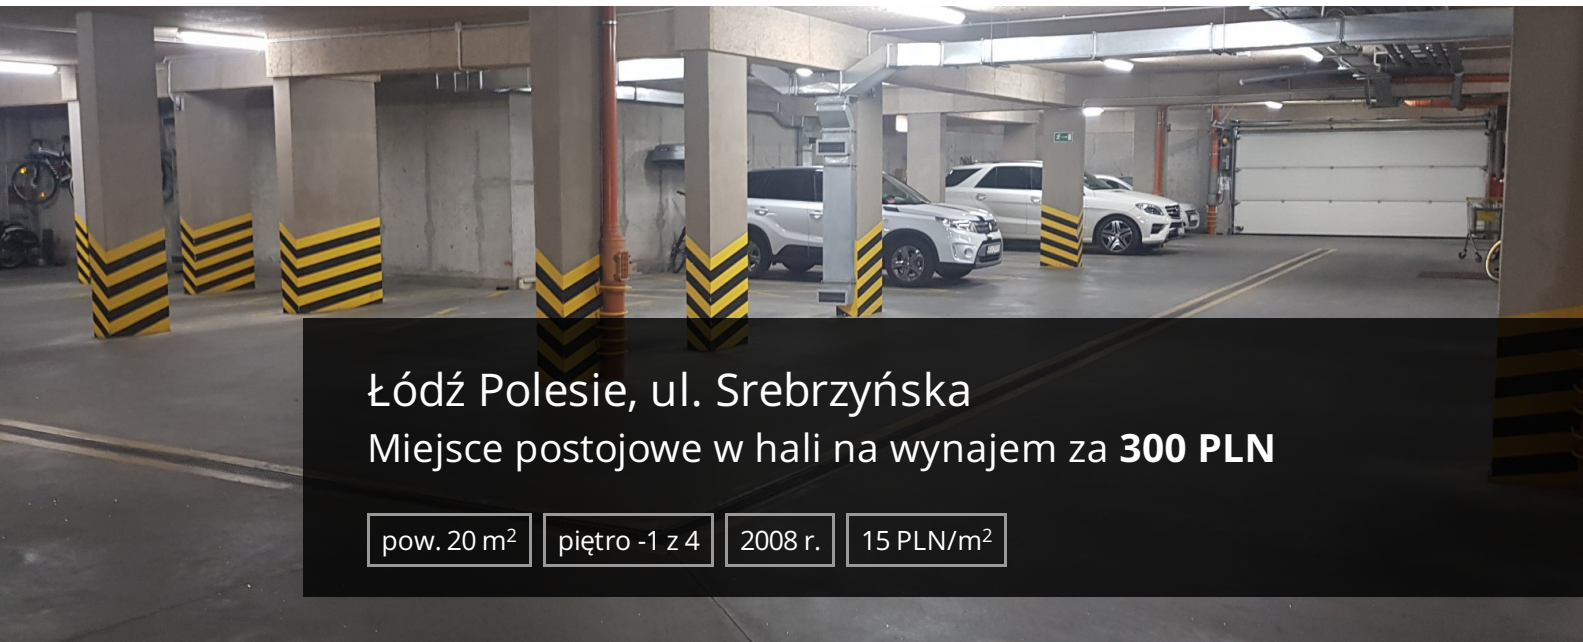 Łódź Polesie, ul. Srebrzyńska
Miejsce postojowe w hali na wynajem za 300 PLN
pow. 20 m² piętro -1 z 4 2008 r. 15 PLN/m²